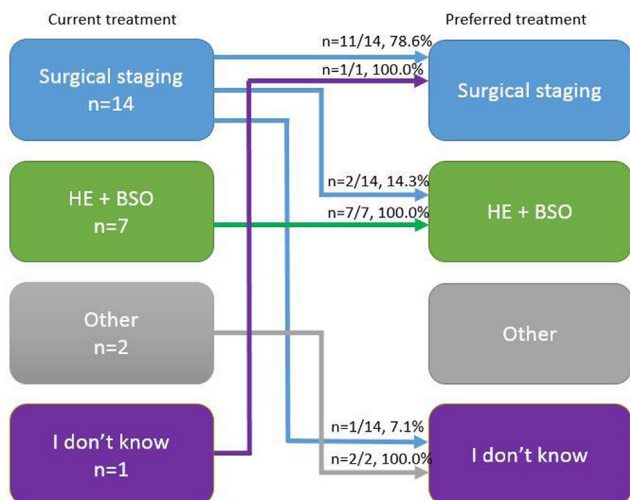 Current treatment
Preferred treatment
Surgical staging
n=14
n=11/14, 78.6%
n=1/1, 100.0%
Surgical staging
HE + BSO
n=7
n=2/14, 14.3%
n=7/7, 100.0%
HE + BSO
Other
n=2
Other
I don't know
n=1
n=1/14, 7.1%
n=2/2, 100.0%
I don't know